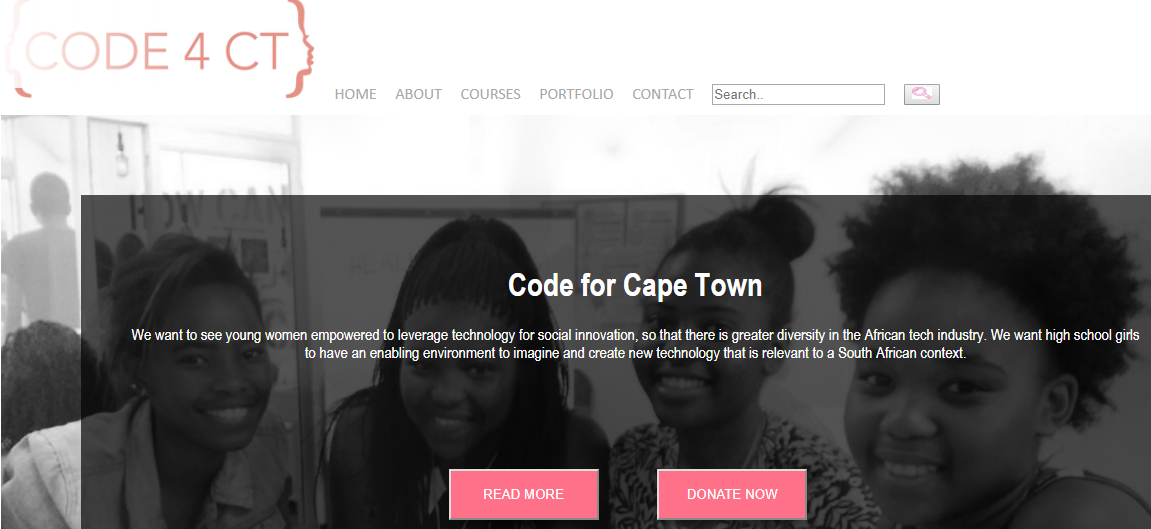 CODE 4 CT
HOME ABOUT COURSES PORTFOLIO CONTACT Search..
OW CAN
Code for Cape Town
We want to see young women empowered to leverage technology for social innovation, so that there is greater diversity in the African tech industry. We want high school girls
to have an enabling environment to imagine and create new technology that is relevant to a South African context.
READ MORE DONATE NOW